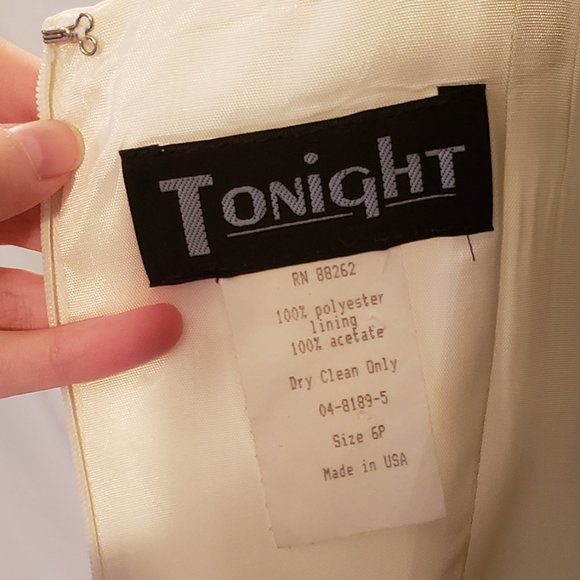 TONigHT
RN 88262
100% polyester
lining
100% acetate
Dry Clean Only
04-8189-5
Size 6P
Made in USA